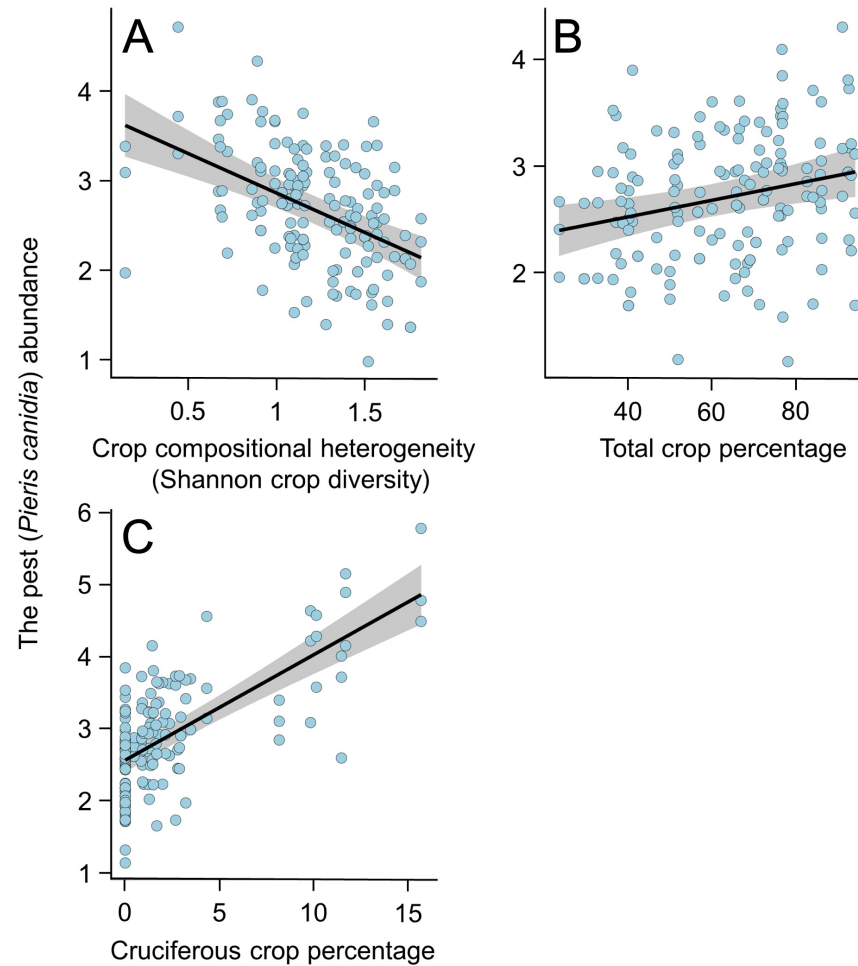 A
4
3
2
1
0.5 1 1.5
Crop compositional heterogeneity
(Shannon crop diversity)
B
4
3
2
40 60 80
Total crop percentage
The pest (Pieris canidia) abundance
C
6
5
4
3
2
1
0 5 10 15
Cruciferous crop percentage